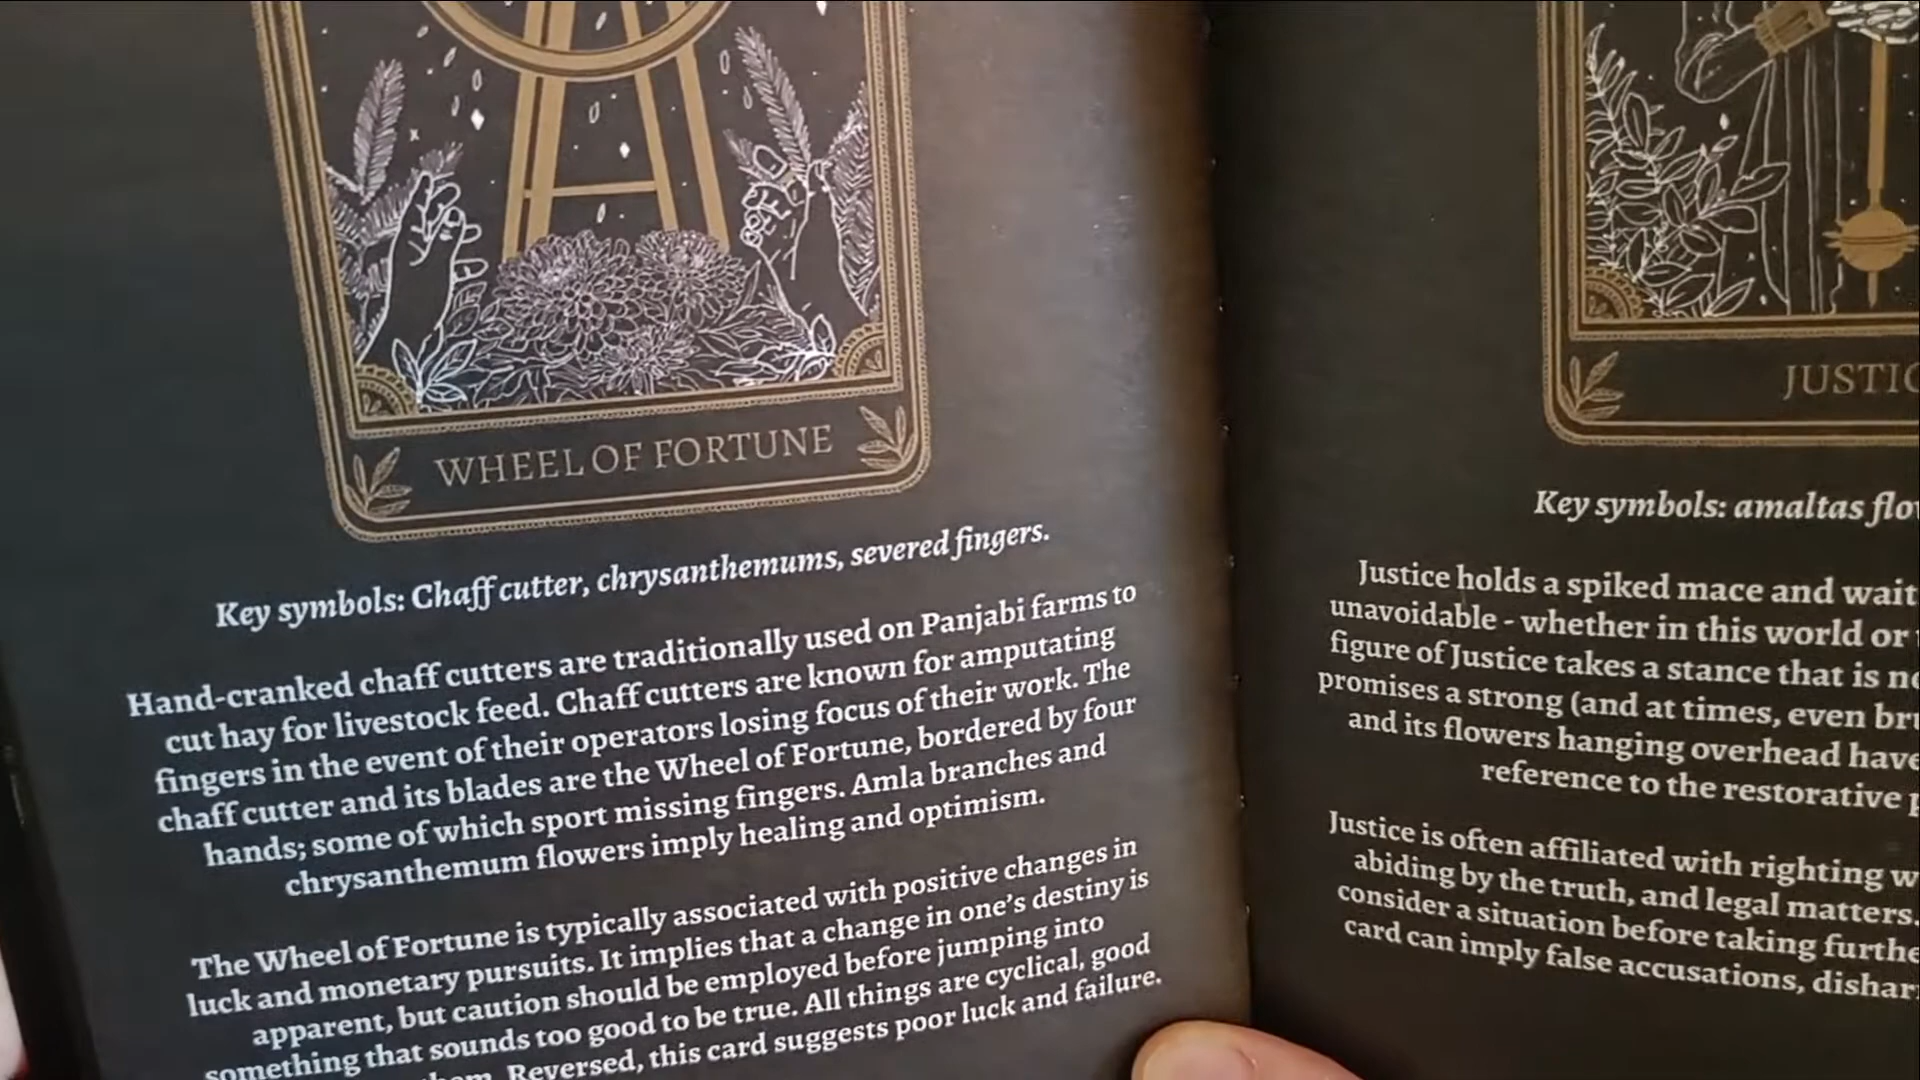 WHEEL OF FORTUNE
Key symbols: Chaff cutter, chrysanthemums, severed fingers.
Hand-cranked chaff cutters are traditionally used on Panjabi farms to
cut hay for livestock feed. Chaff cutters are known for amputating
fingers in the event of their operators losing focus of their work. The
chaff cutter and its blades are the Wheel of Fortune, bordered by four
hands; some of which sport missing fingers. Amla branches and
chrysanthemum flowers imply healing and optimism.
The Wheel of Fortune is typically associated with positive changes in
luck and monetary pursuits. It implies that a change in one's destiny is
apparent, but caution should be employed before jumping into
something that sounds too good to be true. All things are cyclical, good
Reversed, this card suggests poor luck and failure.
JUSTIC
Key symbols: amaltas flo
Justice holds a spiked mace and wait
unavoidable - whether in this world or
figure of Justice takes a stance that is
promises a strong (and at times, even
and its flowers hanging overhead have
reference to the restorative
Justice is often affiliated with righting
abiding by the truth, and legal matters.
consider a situation before taking
card can imply false accusations,